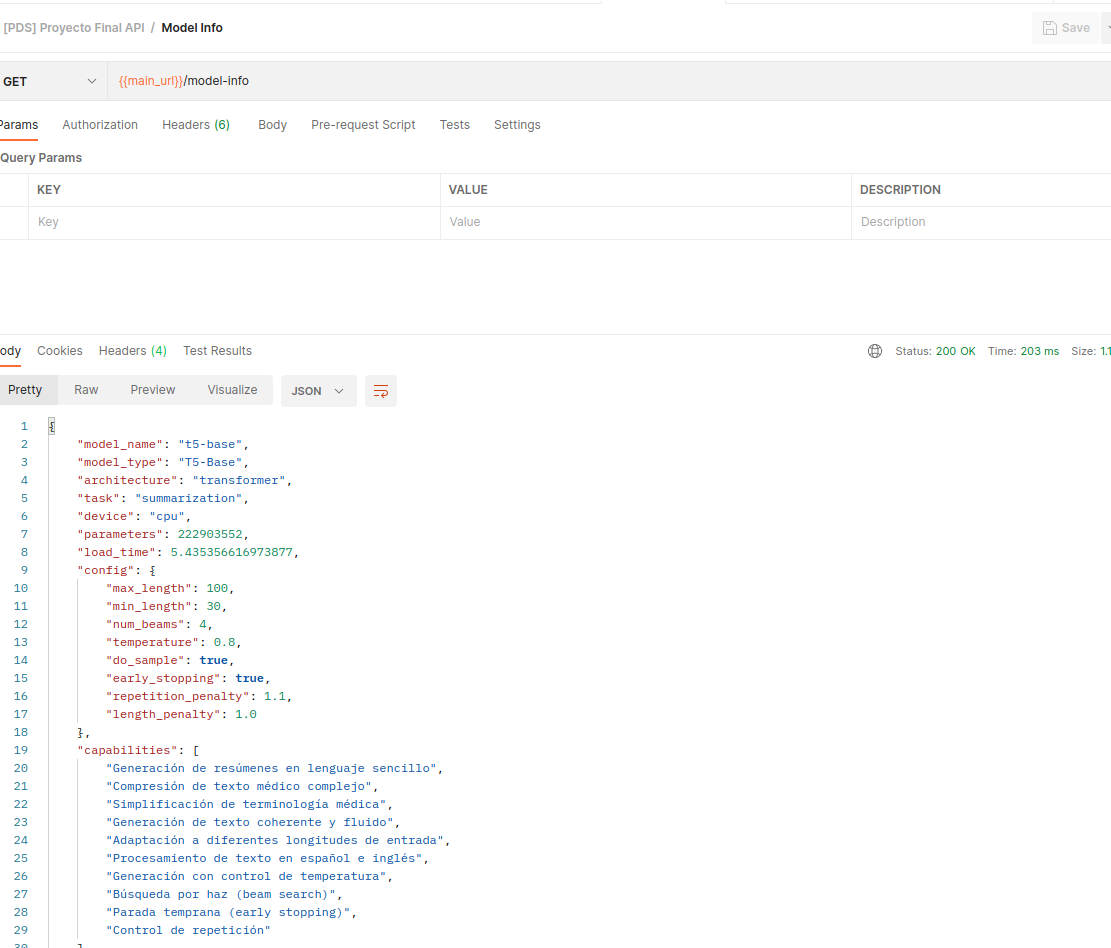 [PDS] Proyecto Final API / Model Info
Save
GET {{main_url}}/model-info
Params Authorization Headers (6) Body Pre-request Script Tests Settings
Query Params
KEY VALUE DESCRIPTION
Key Value Description
ody Cookies Headers (4) Test Results Status: 200 OK Time: 203 ms Size: 1.1
Pretty Raw Preview Visualize JSON
1 {
2 "model_name": "t5-base",
3 "model_type": "T5-Base",
4 "architecture": "transformer",
5 "task": "summarization",
6 "device": "cpu",
7 "parameters": 222903552,
8 "load_time": 5.435356616973877,
9 "config": {
10 "max_length": 100,
11 "min_length": 30,
12 "num_beams": 4,
13 "temperature": 0.8,
14 "do_sample": true,
15 "early_stopping": true,
16 "repetition_penalty": 1.1,
17 "length_penalty": 1.0
18 },
19 "capabilities": [
20 "Generación de resúmenes en lenguaje sencillo",
21 "Compresión de texto médico complejo",
22 "Simplificación de terminología médica",
23 "Generación de texto coherente y fluido",
24 "Adaptación a diferentes longitudes de entrada",
25 "Procesamiento de texto en español e inglés",
26 "Generación con control de temperatura",
27 "Búsqueda por haz (beam search)",
28 "Parada temprana (early stopping)",
29 "Control de repetición"
30 ]